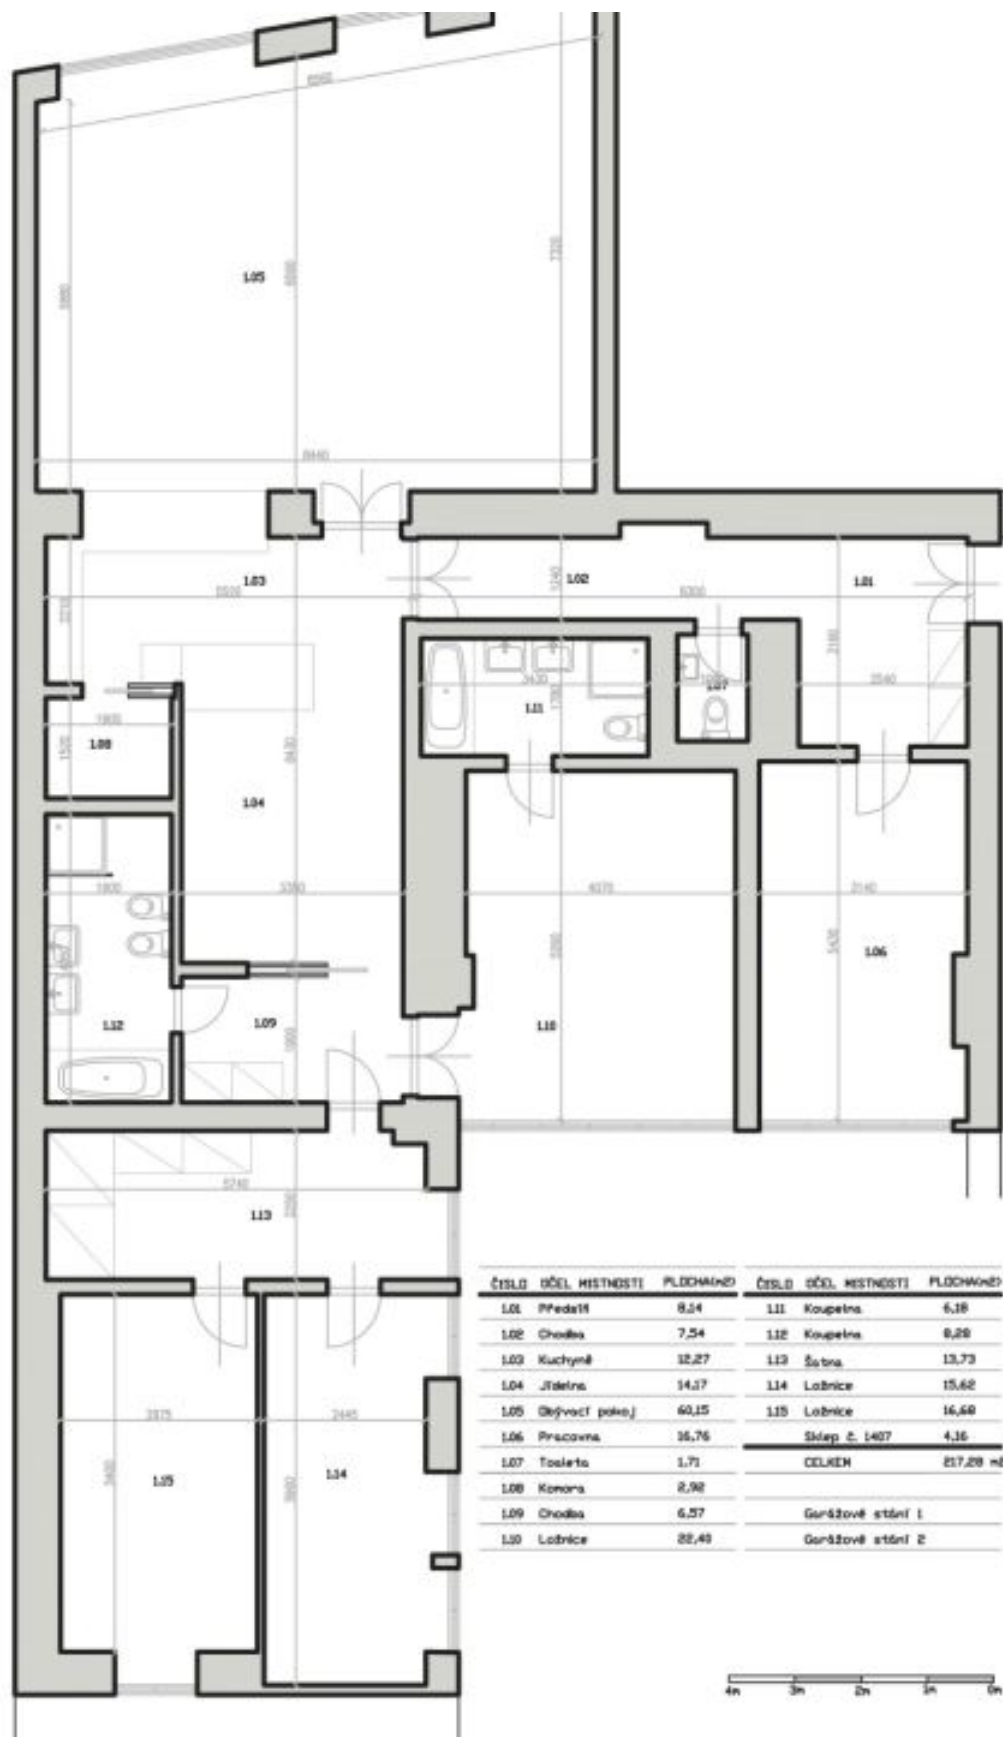 1.05
7320
8440
1.03
1.02
1.01
6300
1.07
1.11
1.08
1.04
1.06
1.12
1.09
1.10
1800
4070
3140
5740
1.13
1.15
1.14
ČÍSLO ÚČEL MÍSTNOSTI PLOCHA(m2) ČÍSLO ÚČEL MÍSTNOSTI PLOCHA(m2)
1.01 Předsíň 8,14 1.11 Koupelna 6,18
1.02 Chodba 7,54 1.12 Koupelna 8,28
1.03 Kuchyně 12,27 1.13 Šatna 13,73
1.04 Jídelna 14,17 1.14 Ložnice 15,62
1.05 Obývací pokoj 60,15 1.15 Ložnice 16,68
1.06 Pracovna 16,76 Sklep č. 1407 4,16
1.07 Toaleta 1,71 CELKEM 217,28 m2
1.08 Komora 2,92
1.09 Chodba 6,57 Garážové stání 1
1.10 Ložnice 22,40 Garážové stání 2
4m 3m 2m 1m 0m